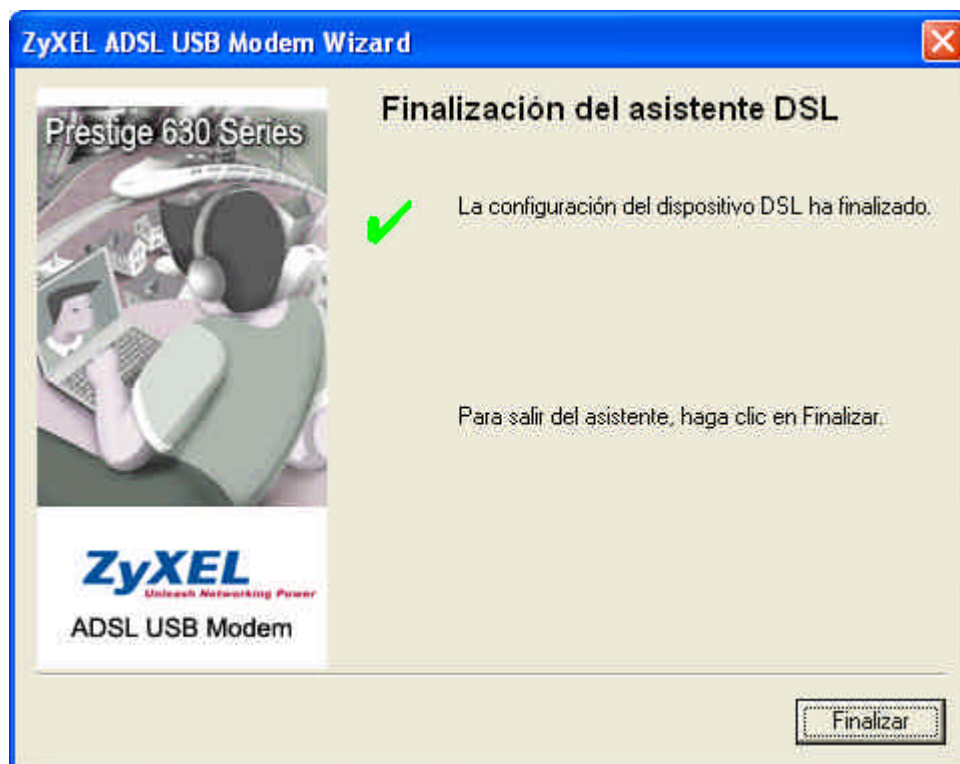 ZyXEL ADSL USB Modem Wizard
Prestige 630 Series
Finalización del asistente DSL
La configuración del dispositivo DSL ha finalizado.
Para salir del asistente, haga clic en Finalizar.
ZyXEL
Unleash Networking Power
ADSL USB Modem
Finalizar